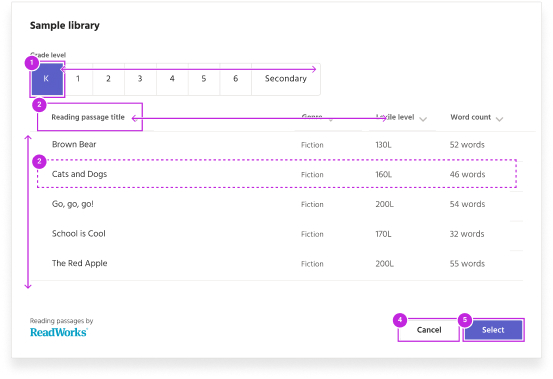 Sample library
Grade level
1
K 1 2 3 4 5 6 Secondary
2
Reading passage title Genre Lexile level Word count
Brown Bear Fiction 130L 52 words
2
Cats and Dogs Fiction 160L 46 words
Go, go, go! Fiction 200L 54 words
School is Cool Fiction 170L 32 words
The Red Apple Fiction 200L 55 words
Reading passages by
ReadWorks
4 5
Cancel Select